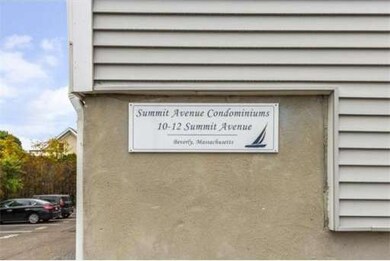 Summit Avenue Condominiums
10-12 Summit Avenue
Beverly, Massachusetts